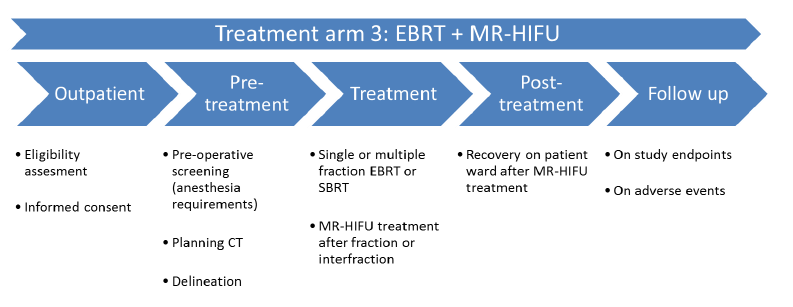 Treatment arm 3: EBRT + MR-HIFU
Outpatient
Pre-
treatment
Treatment
Post-
treatment
Follow up
• Eligibility
assesment
• Informed consent
• Pre-operative
screening
(anesthesia
requirements)
• Planning CT
• Delineation
• Single or multiple
fraction EBRT or
SBRT
• MR-HIFU treatment
after fraction or
interfraction
• Recovery on patient
ward after MR-HIFU
treatment
• On study endpoints
• On adverse events